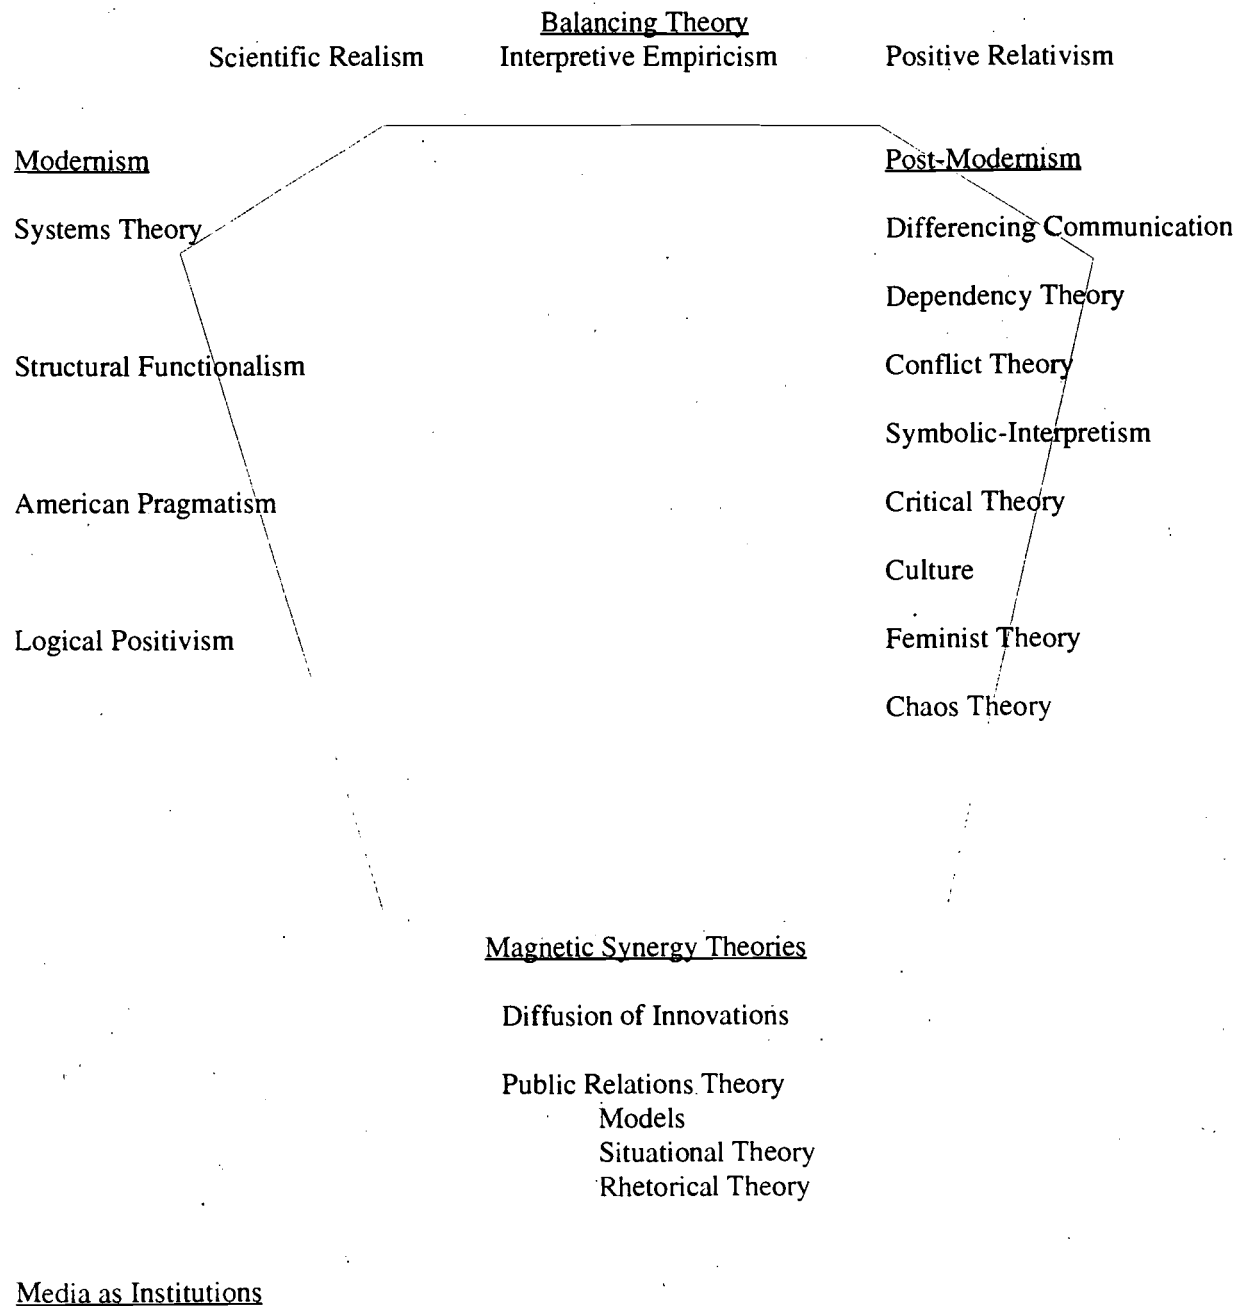 Balancing Theory
Scientific Realism Interpretive Empiricism Positive Relativism
Modernism
Systems Theory
Structural Functionalism
American Pragmatism
Logical Positivism
Post-Modernism
Differencing Communication
Dependency Theory
Conflict Theory
Symbolic-Interpretism
Critical Theory
Culture
Feminist Theory
Chaos Theory
Magnetic Synergy Theories
Diffusion of Innovations
Public Relations Theory
Models
Situational Theory
Rhetorical Theory
Media as Institutions